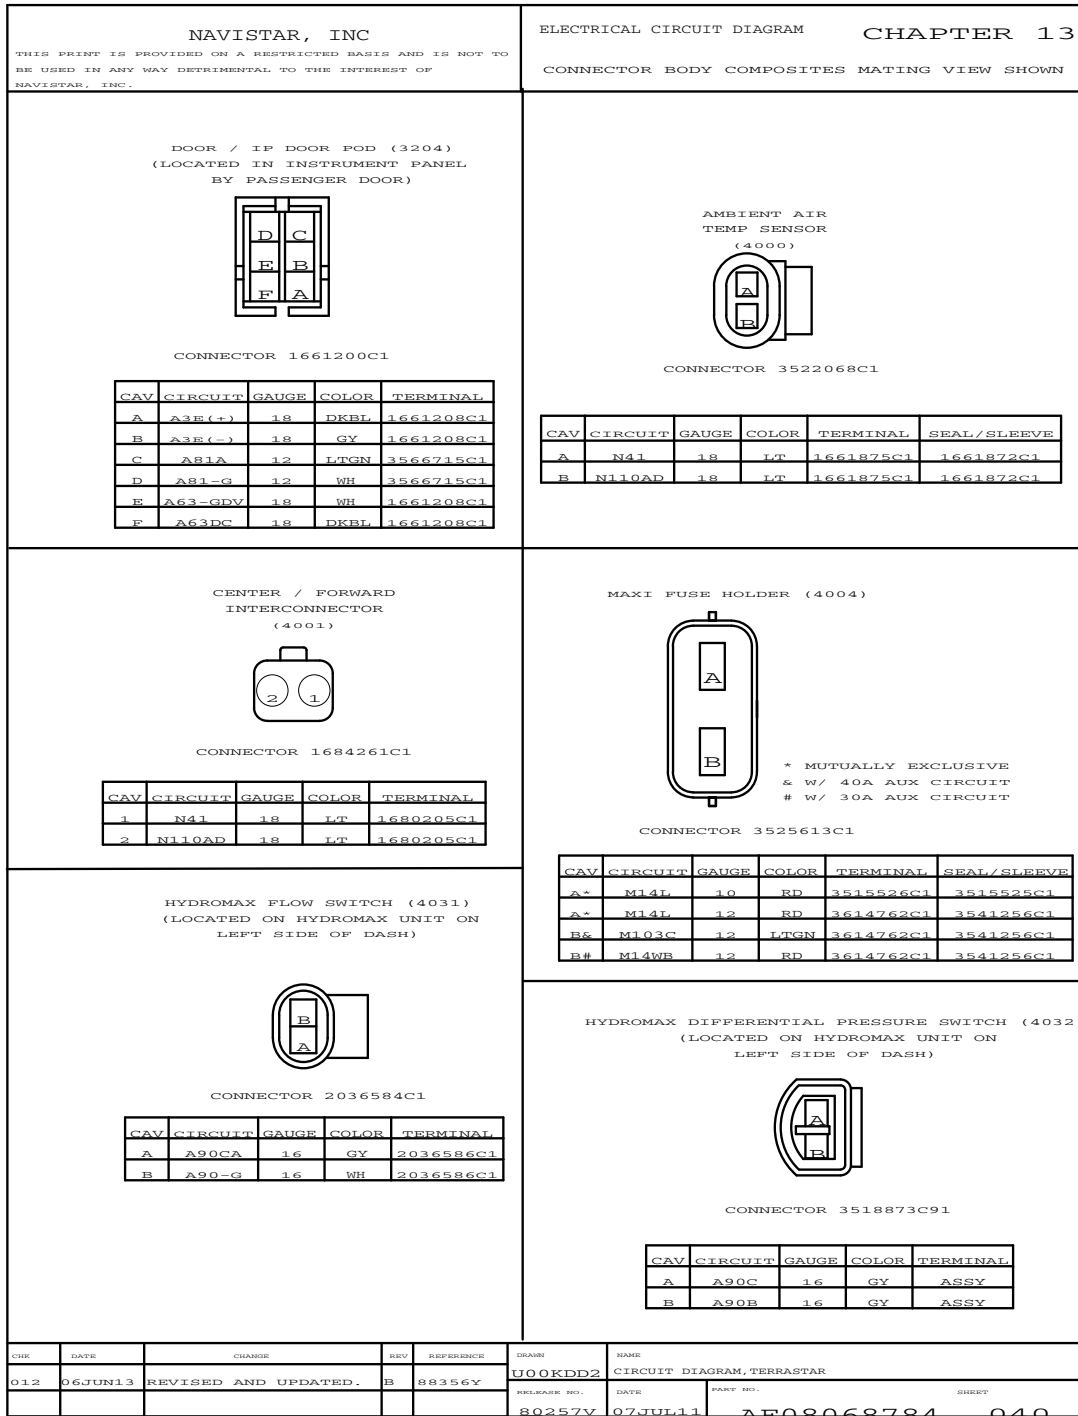 NAVISTAR, INC
THIS PRINT IS PROVIDED ON A RESTRICTED BASIS AND IS NOT TO
BE USED IN ANY WAY DETRIMENTAL TO THE INTEREST OF
NAVISTAR, INC.
ELECTRICAL CIRCUIT DIAGRAM CHAPTER 13
CONNECTOR BODY COMPOSITES MATING VIEW SHOWN
DOOR / IP DOOR POD (3204)
(LOCATED IN INSTRUMENT PANEL
BY PASSENGER DOOR)
D C
E B
F A
CONNECTOR 1661200C1
CAV CIRCUIT GAUGE COLOR TERMINAL
A A3E(+) 18 DKBL 1661208C1
B A3E(-) 18 GY 1661208C1
C A81A 12 LTGN 3566715C1
D A81-G 12 WH 3566715C1
E A63-GDV 18 WH 1661208C1
F A63DC 18 DKBL 1661208C1
AMBIENT AIR
TEMP SENSOR
(4000)
A
B
CONNECTOR 3522068C1
CAV CIRCUIT GAUGE COLOR TERMINAL SEAL/SLEEVE
A N41 18 LT 1661875C1 1661872C1
B N110AD 18 LT 1661875C1 1661872C1
CENTER / FORWARD
INTERCONNECTOR
(4001)
2 1
CONNECTOR 1684261C1
CAV CIRCUIT GAUGE COLOR TERMINAL
1 N41 18 LT 1680205C1
2 N110AD 18 LT 1680205C1
MAXI FUSE HOLDER (4004)
A
B
* MUTUALLY EXCLUSIVE
& W/ 40A AUX CIRCUIT
# W/ 30A AUX CIRCUIT
CONNECTOR 3525613C1
CAV CIRCUIT GAUGE COLOR TERMINAL SEAL/SLEEVE
A* M14L 10 RD 3515526C1 3515525C1
A* M14L 12 RD 3614762C1 3541256C1
B& M103C 12 LTGN 3614762C1 3541256C1
B# M14WB 12 RD 3614762C1 3541256C1
HYDROMAX FLOW SWITCH (4031)
(LOCATED ON HYDROMAX UNIT ON
LEFT SIDE OF DASH)
B
A
CONNECTOR 2036584C1
CAV CIRCUIT GAUGE COLOR TERMINAL
A A90CA 16 GY 2036586C1
B A90-G 16 WH 2036586C1
HYDROMAX DIFFERENTIAL PRESSURE SWITCH (4032
(LOCATED ON HYDROMAX UNIT ON
LEFT SIDE OF DASH)
A
B
CONNECTOR 3518873C91
CAV CIRCUIT GAUGE COLOR TERMINAL
A A90C 16 GY ASSY
B A90B 16 GY ASSY
CHK DATE CHANGE REV REFERENCE
012 06JUN13 REVISED AND UPDATED. B 88356Y
DRAWN NAME
U00KDD2 CIRCUIT DIAGRAM,TERRASTAR
RELEASE NO. DATE PART NO. SHEET
80257V 07JUL11 AE08068784 040